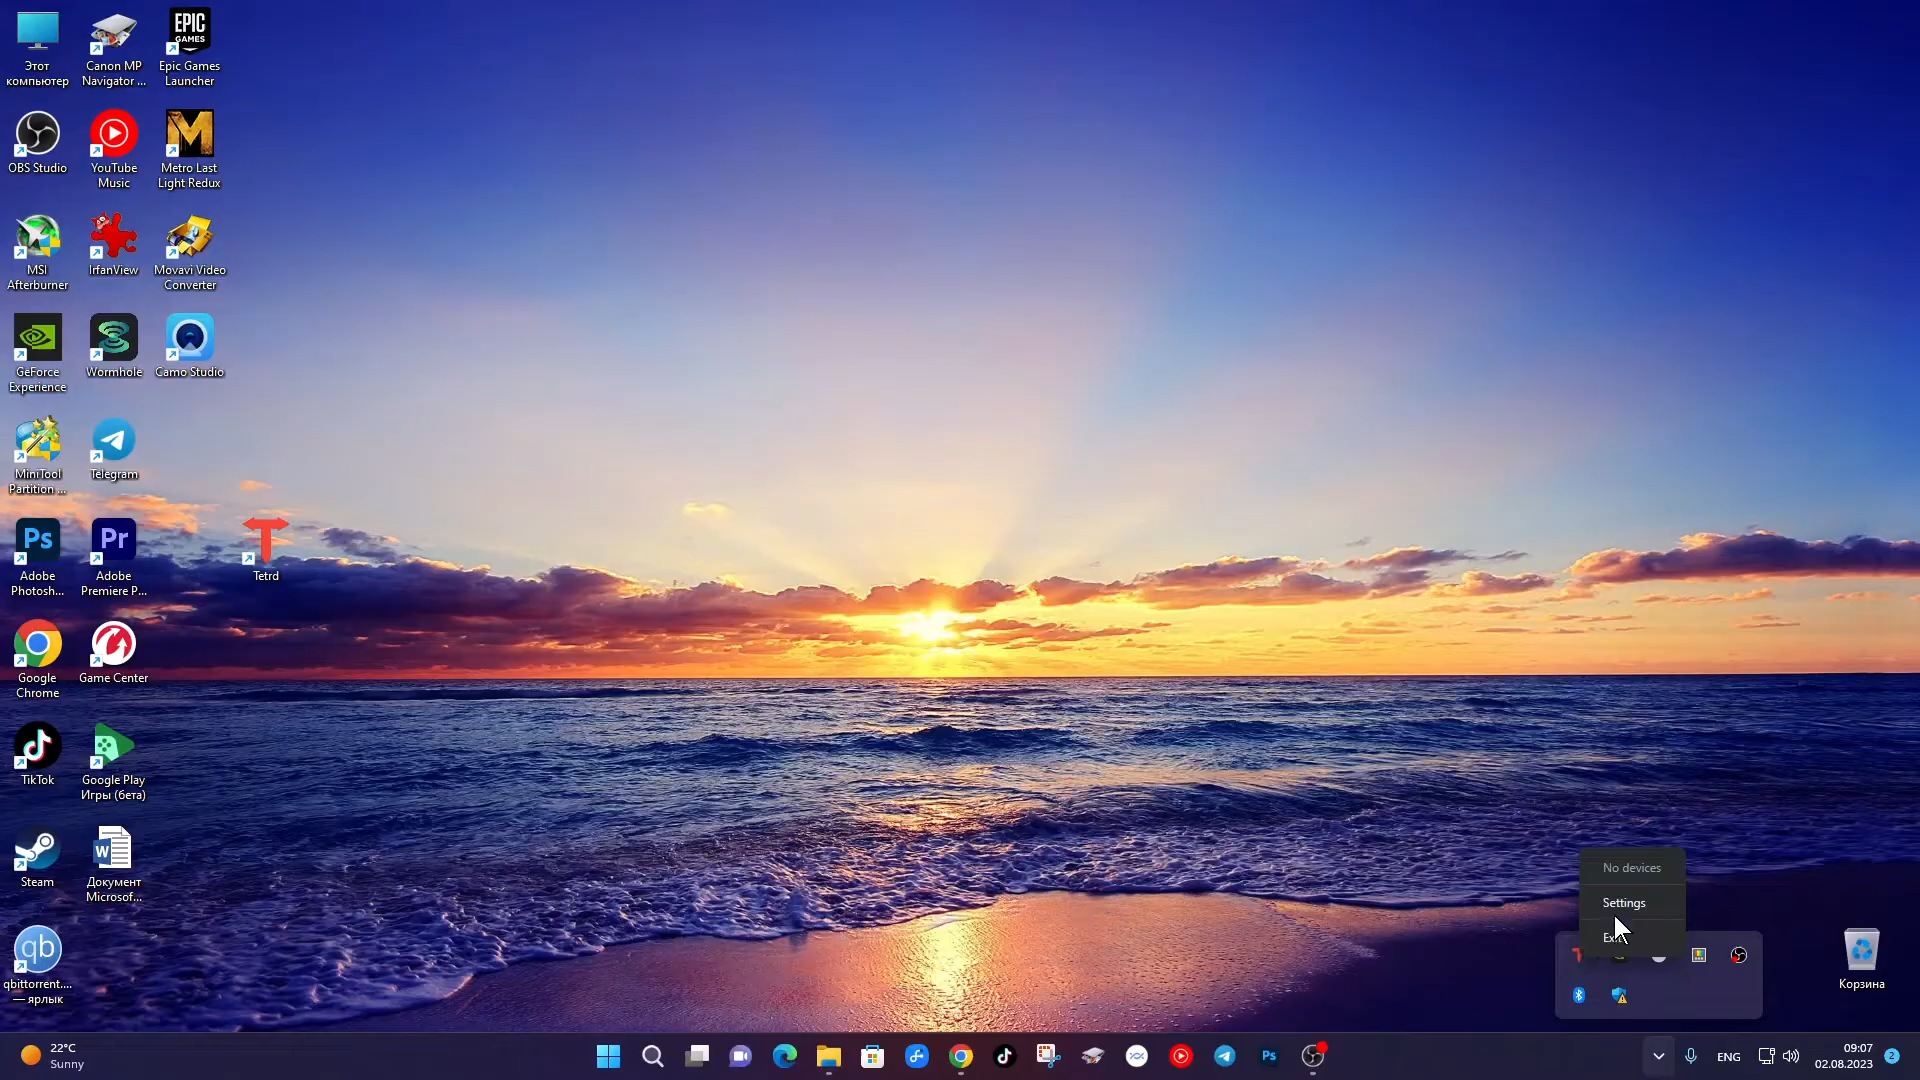 Этот
компьютер
Canon MP
Navigator ...
EPIC
GAMES
Epic Games
Launcher
OBS Studio
YouTube
Music
Metro Last
Light Redux
MSI
Afterburner
IrfanView
Movavi Video
Converter
GeForce
Experience
Wormhole
Camo Studio
MiniTool
Partition ...
Telegram
Ps
Adobe
Photosh...
Pr
Adobe
Premiere P...
Tetrd
Google
Chrome
Game Center
TikTok
Google Play
Игры (бета)
Steam
W
Документ
Microsof...
qb
qbittorrent....
— ярлык
No devices
Settings
Корзина
22°C
Sunny
Ps
ENG
09:07
02.08.2023
2